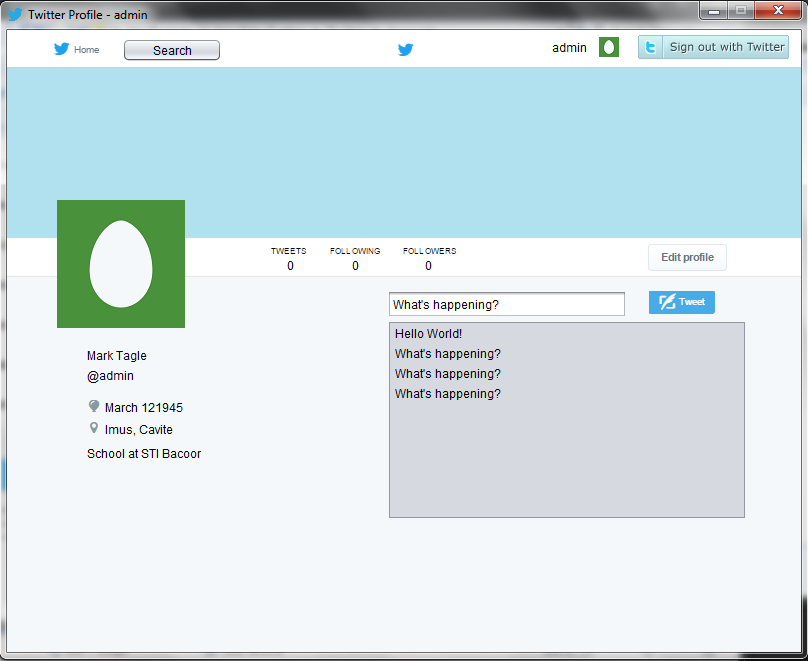 Twitter Profile - admin
Home
Search
admin
Sign out with Twitter
TWEETS FOLLOWING FOLLOWERS
0 0 0
Edit profile
What's happening?
Tweet
Hello World!
What's happening?
What's happening?
What's happening?
Mark Tagle
@admin
March 121945
Imus, Cavite
School at STI Bacoor